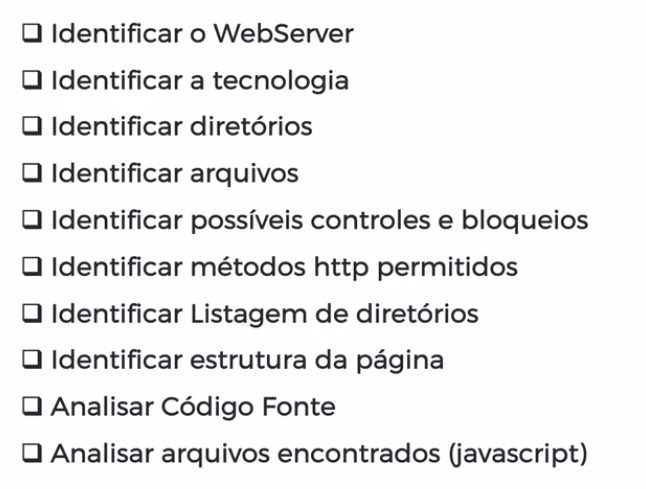 ❑ Identificar o WebServer
❑ Identificar a tecnologia
❑ Identificar diretórios
❑ Identificar arquivos
❑ Identificar possíveis controles e bloqueios
❑ Identificar métodos http permitidos
❑ Identificar Listagem de diretórios
❑ Identificar estrutura da página
❑ Analisar Código Fonte
❑ Analisar arquivos encontrados (javascript)